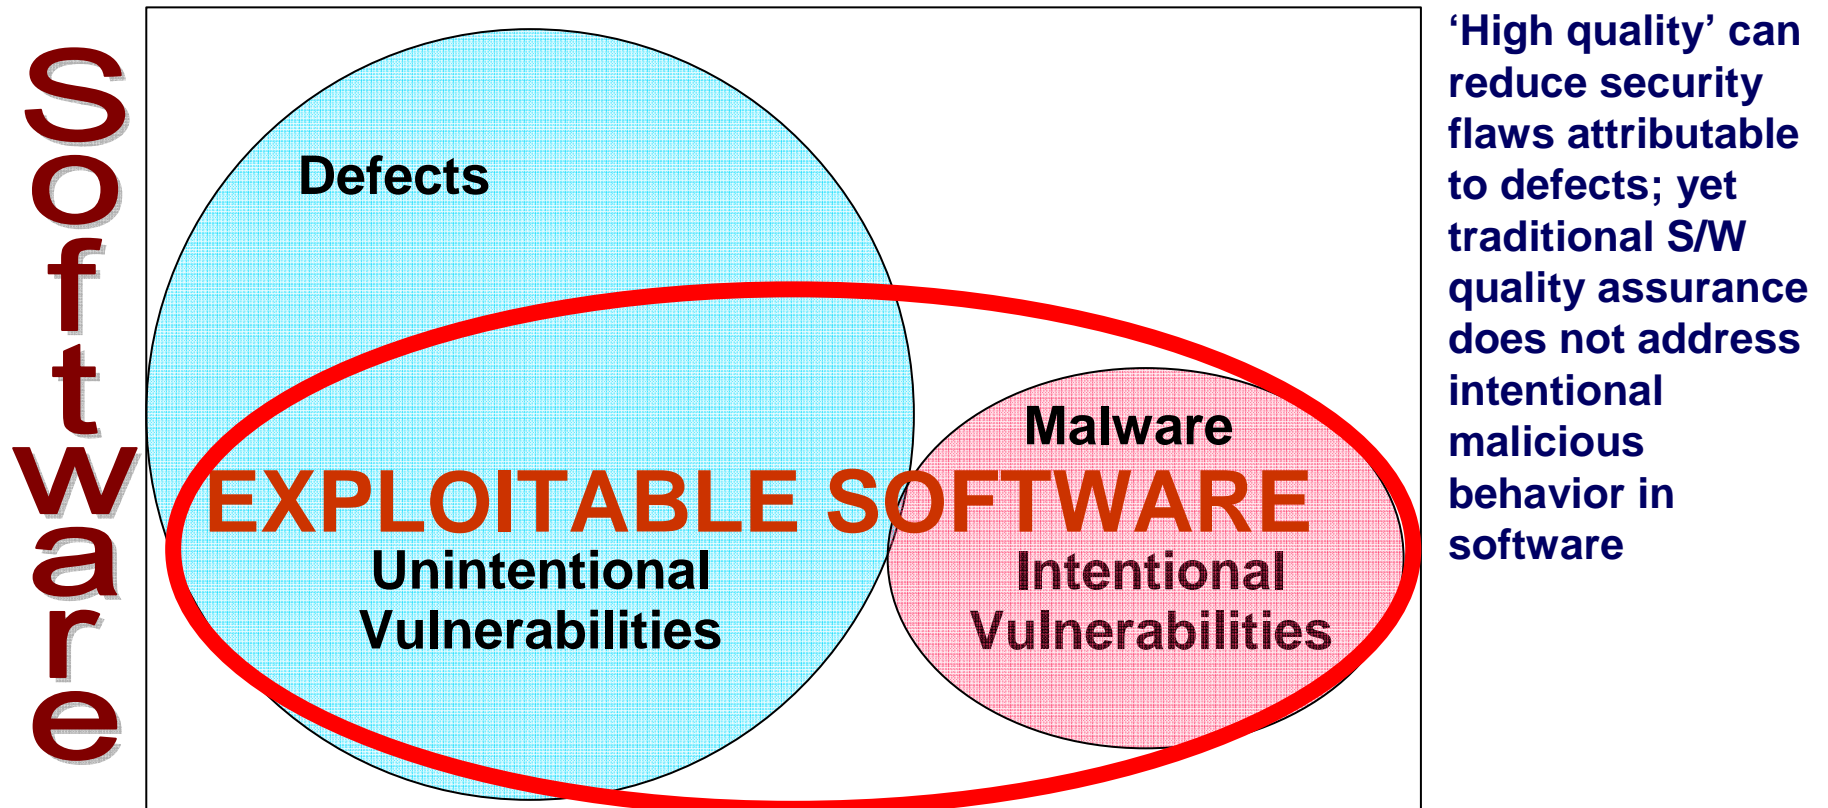 Software
Defects
Malware
EXPLOITABLE SOFTWARE
Unintentional
Vulnerabilities
Intentional
Vulnerabilities
‘High quality’ can
reduce security
flaws attributable
to defects; yet
traditional S/W
quality assurance
does not address
intentional
malicious
behavior in
software